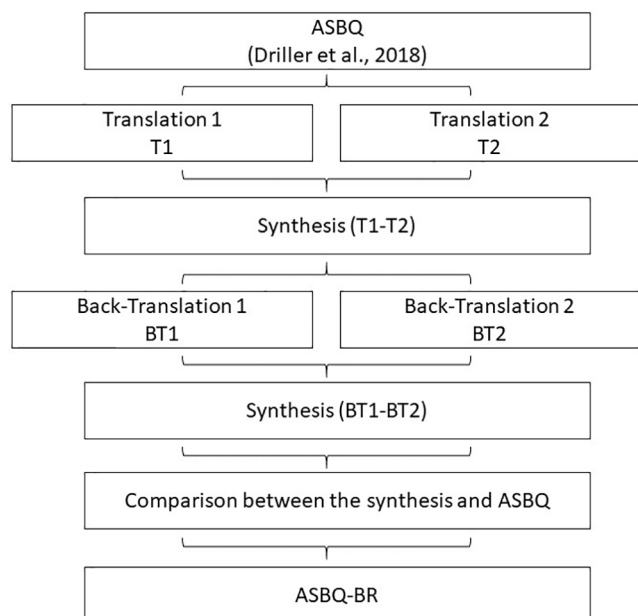 ASBQ
(Driller et al., 2018)
Translation 1
T1
Translation 2
T2
Synthesis (T1-T2)
Back-Translation 1
BT1
Back-Translation 2
BT2
Synthesis (BT1-BT2)
Comparison between the synthesis and ASBQ
ASBQ-BR